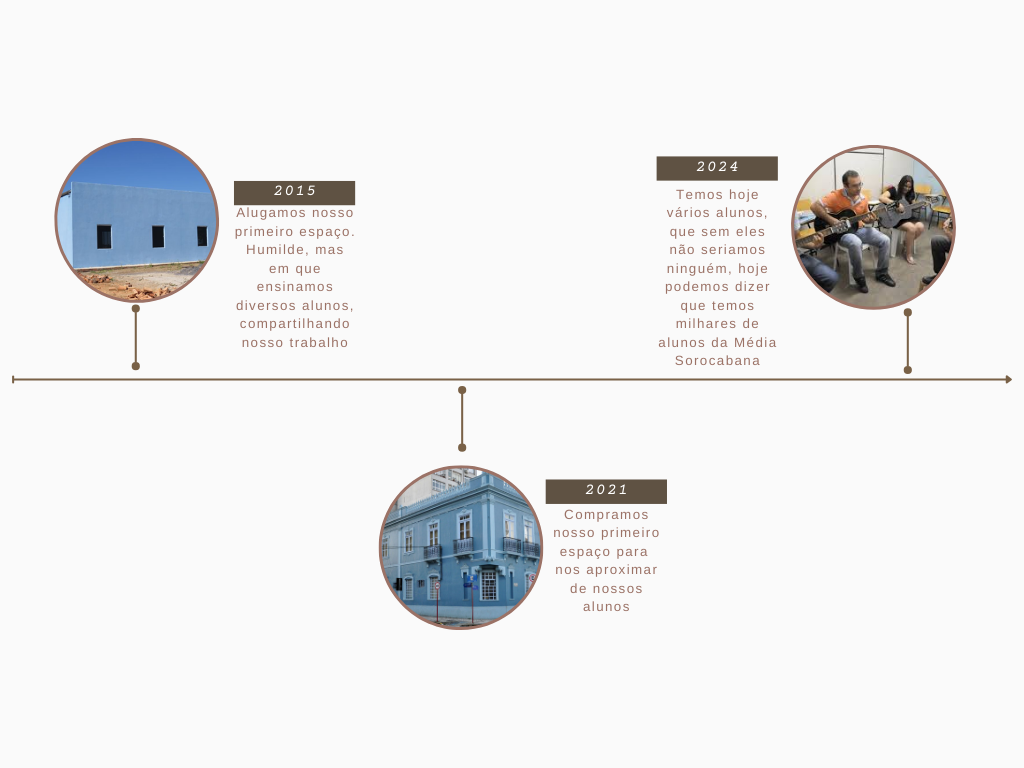 2015
Alugamos nosso
primeiro espaço.
Humilde, mas
em que
ensinamos
diversos alunos,
compartilhando
nosso trabalho
2021
Compramos
nosso primeiro
espaço para
nos aproximar
de nossos
alunos
2024
Temos hoje
vários alunos,
que sem eles
não seriamos
ninguém, hoje
podemos dizer
que temos
milhares de
alunos da Média
Sorocabana